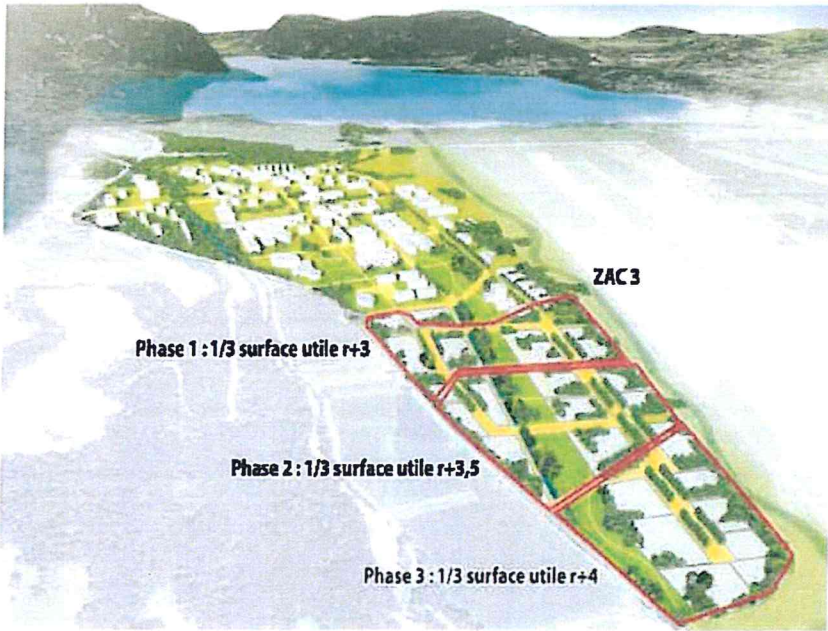 ZAC 3
Phase 1 : 1/3 surface utile r+3
Phase 2 : 1/3 surface utile r+3,5
Phase 3 : 1/3 surface utile r+4